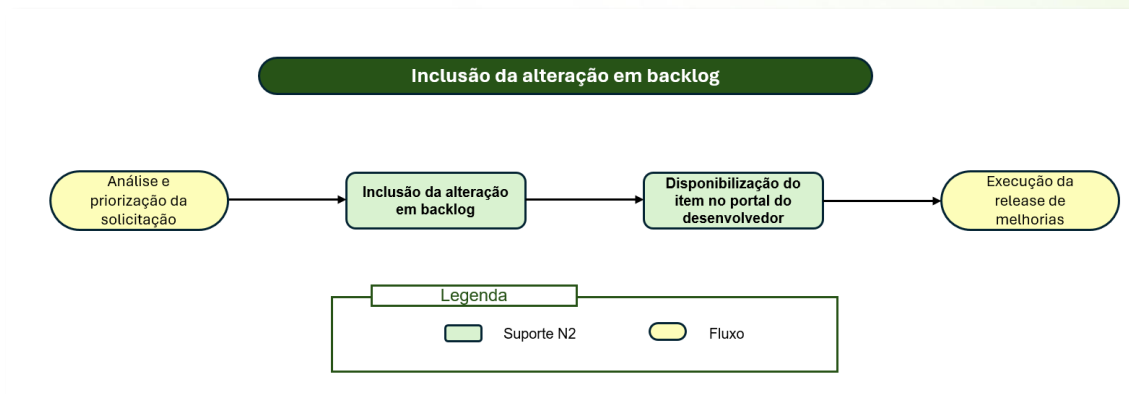 Inclusão da alteração em backlog
Análise e
priorização da
solicitação
Inclusão da alteração
em backlog
Disponibilização do
item no portal do
desenvolvedor
Execução da
release de
melhorias
Legenda
Suporte N2
Fluxo